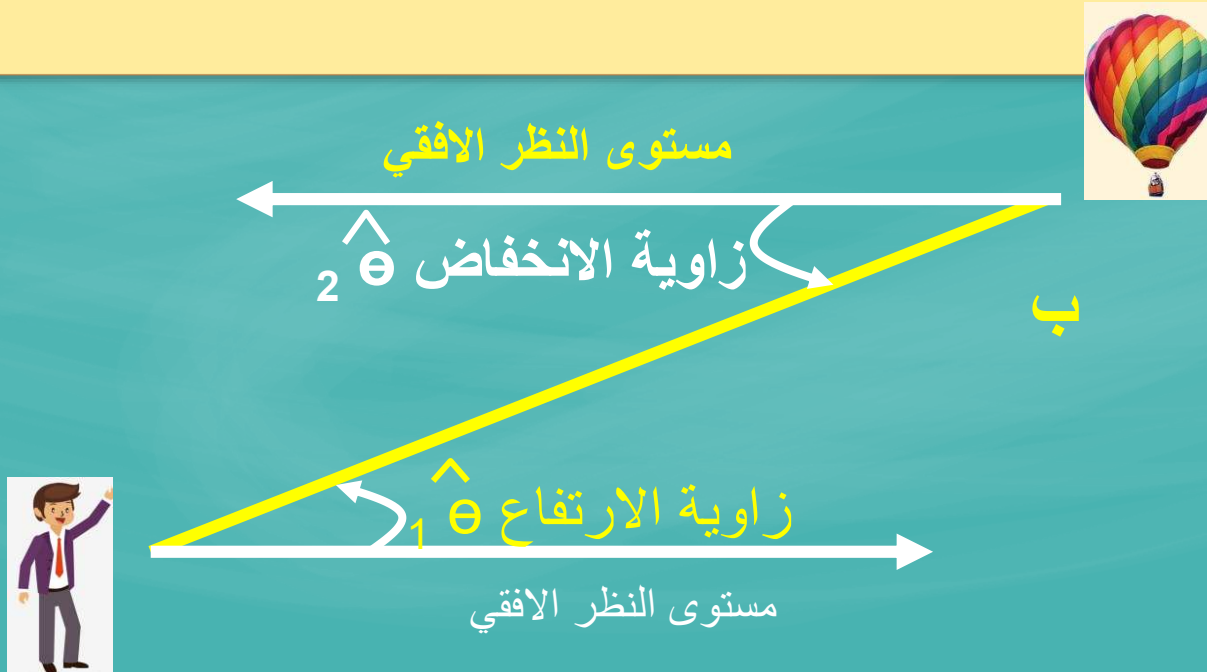 مستوى النظر الافقي
زاوية الانخفاض θ̂ 2
ب
زاوية الارتفاع θ̂ 1
مستوى النظر الافقي